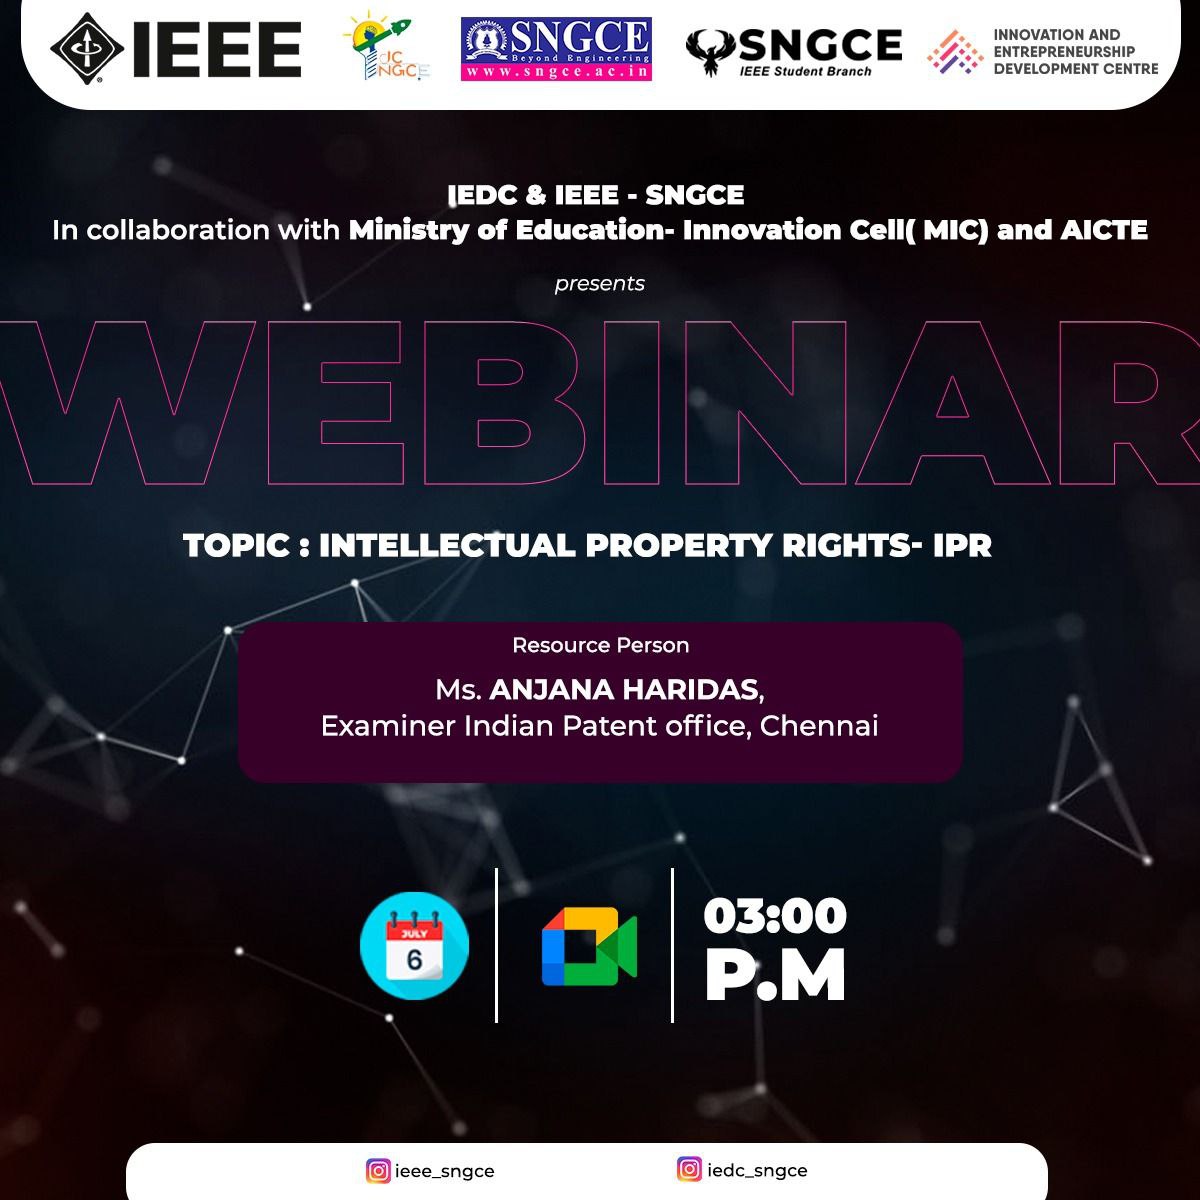 IEEE
SNGCE
Beyond Engineering
www.sngce.ac.in
SNGCE
IEEE Student Branch
INNOVATION AND
ENTREPRENEURSHIP
DEVELOPMENT CENTRE
IEDC & IEEE - SNGCE
In collaboration with Ministry of Education- Innovation Cell( MIC) and AICTE
presents
WEBINAR
TOPIC : INTELLECTUAL PROPERTY RIGHTS- IPR
Resource Person
Ms. ANJANA HARIDAS,
Examiner Indian Patent office, Chennai
JULY
6
03:00
P.M
ieee_sngce
iedc_sngce